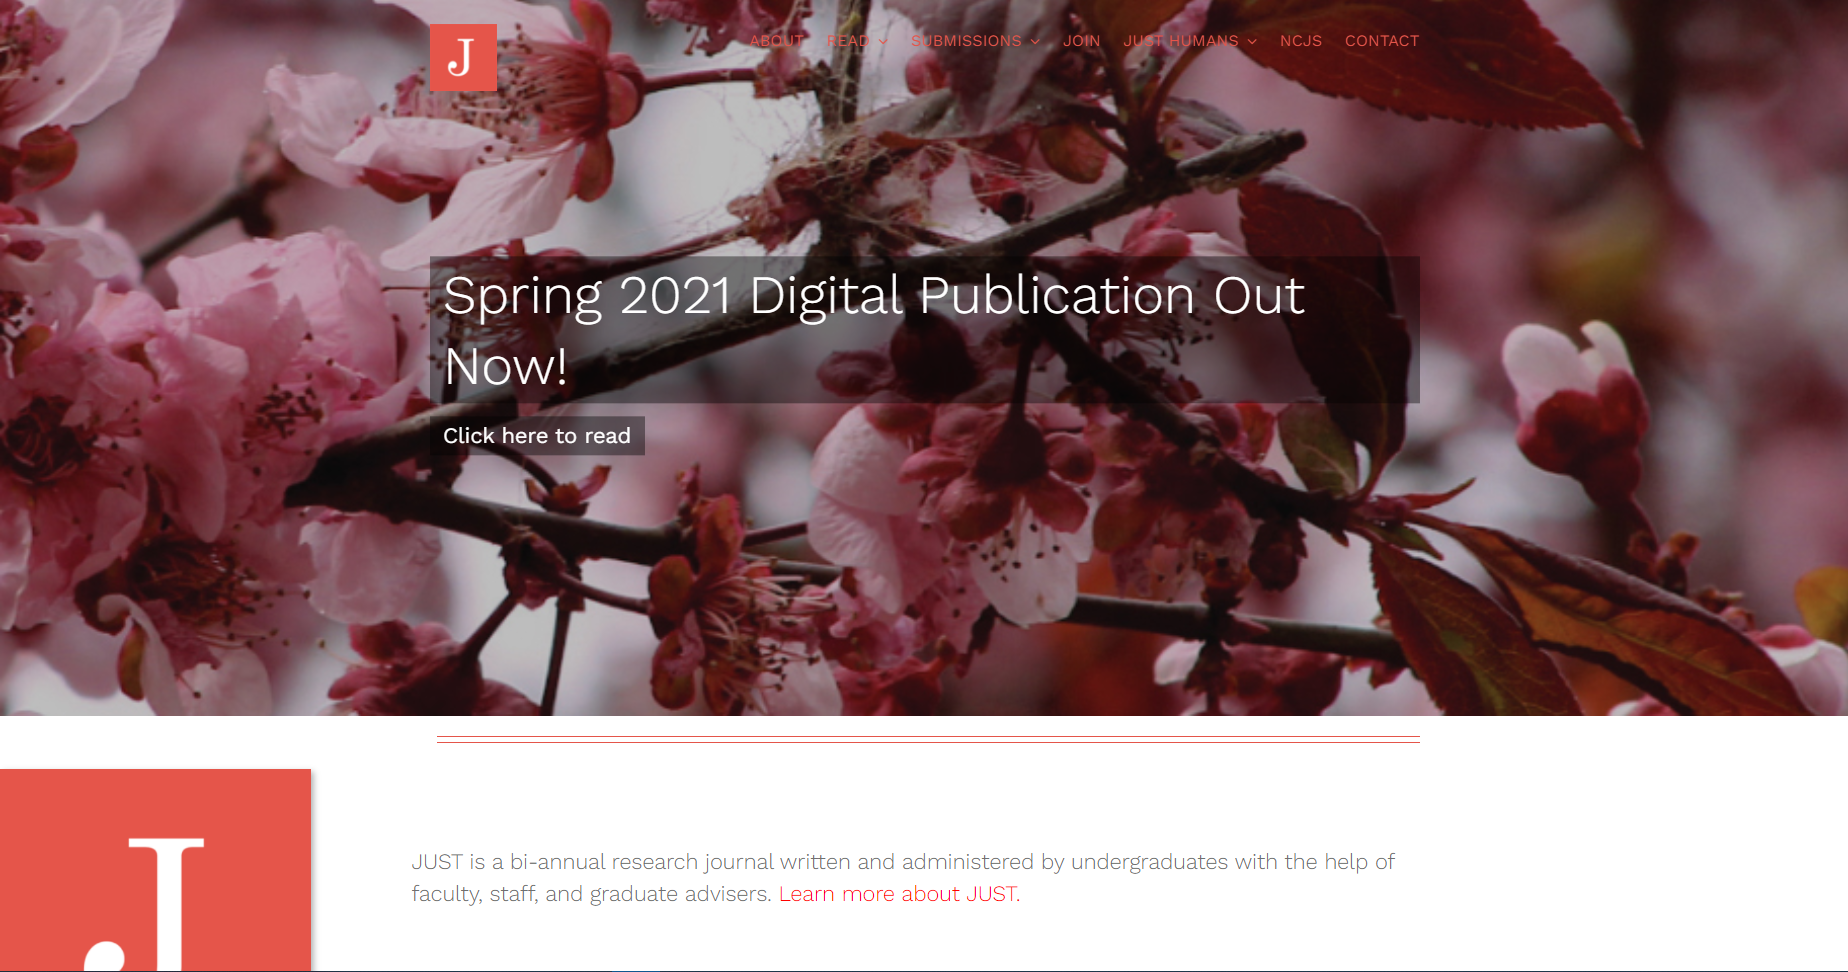 J
ABOUT READ SUBMISSIONS JOIN JUST HUMANS NCJS CONTACT
Spring 2021 Digital Publication Out
Now!
Click here to read
J
JUST is a bi-annual research journal written and administered by undergraduates with the help of
faculty, staff, and graduate advisers. Learn more about JUST.